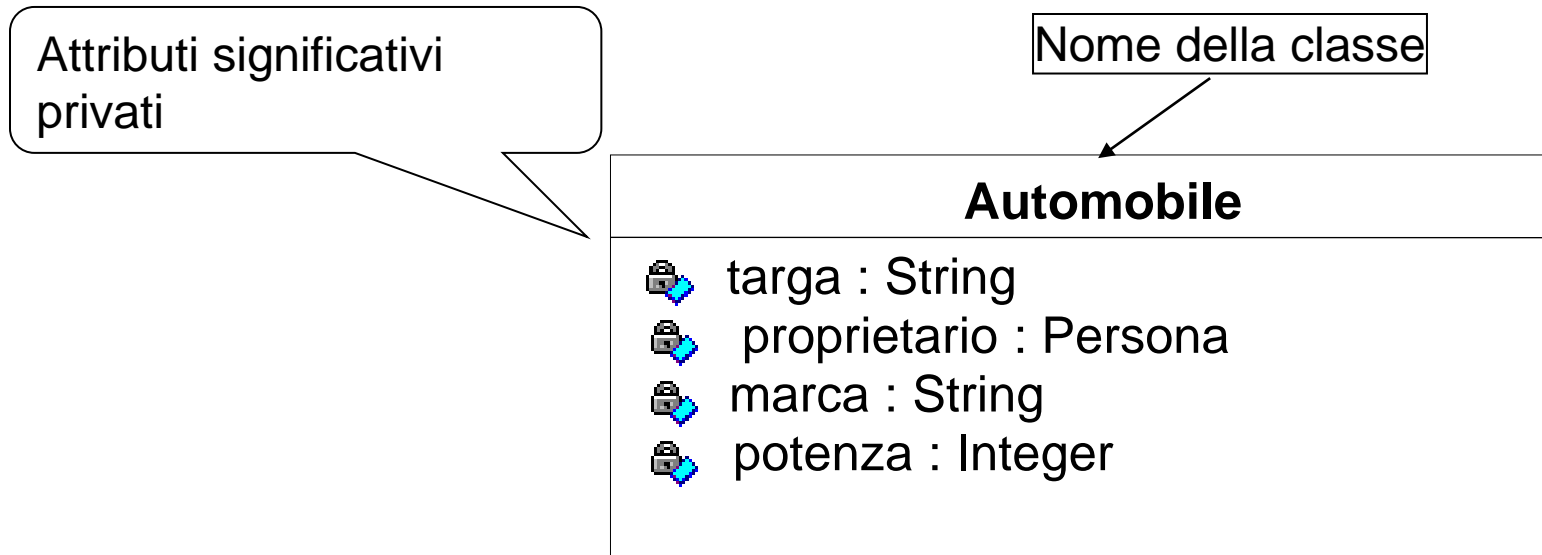 Attributi significativi
privati
Nome della classe
Automobile
targa : String
proprietario : Persona
marca : String
potenza : Integer